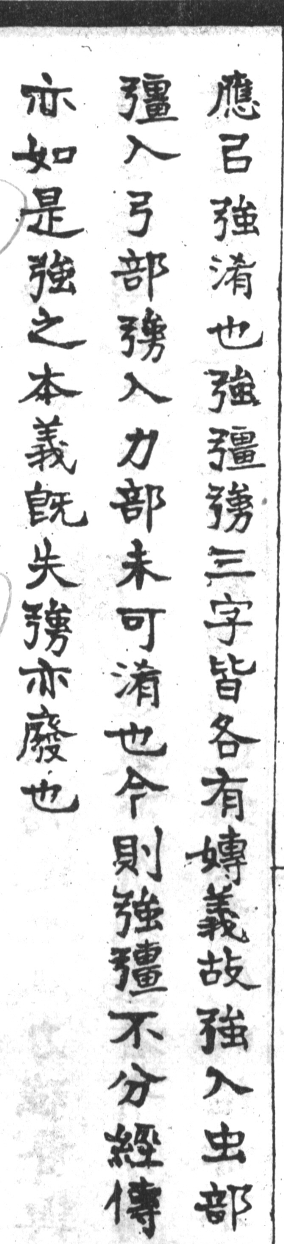 應㠯強淆也強彊勥三字皆各有嫥義故強入虫部
彊入弓部勥入力部未可淆也今則強彊不分經傳
亦如是強之本義旣失勥亦廢也